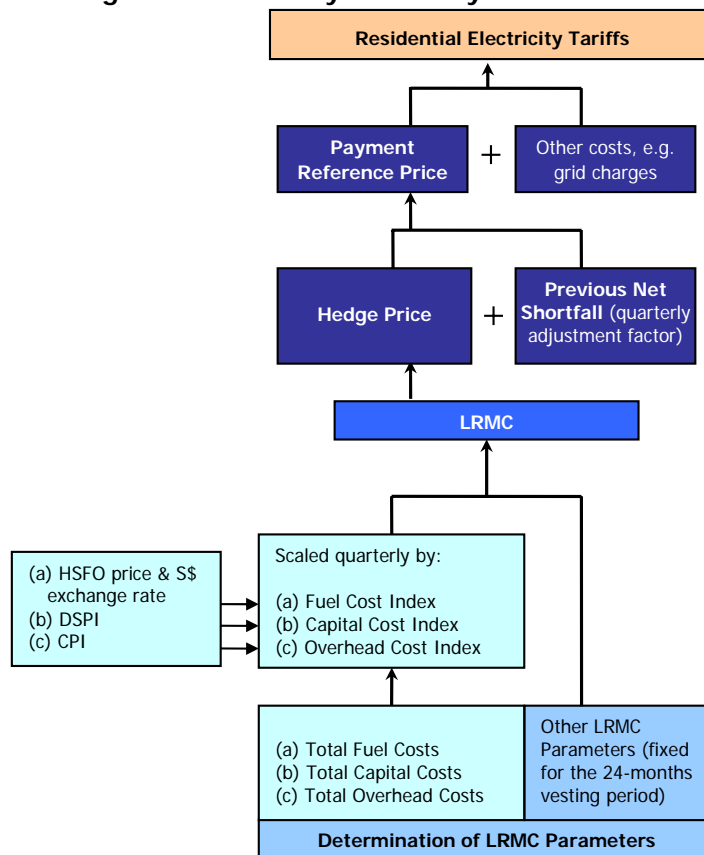 Residential Electricity Tariffs
Payment
Reference Price
+
Other costs, e.g.
grid charges
Hedge Price
+
Previous Net
Shortfall (quarterly
adjustment factor)
LRMC
(a) HSFO price & S$
exchange rate
(b) DSPI
(c) CPI
Scaled quarterly by:
(a) Fuel Cost Index
(b) Capital Cost Index
(c) Overhead Cost Index
(a) Total Fuel Costs
(b) Total Capital Costs
(c) Total Overhead Costs
Other LRMC
Parameters (fixed
for the 24-months
vesting period)
Determination of LRMC Parameters